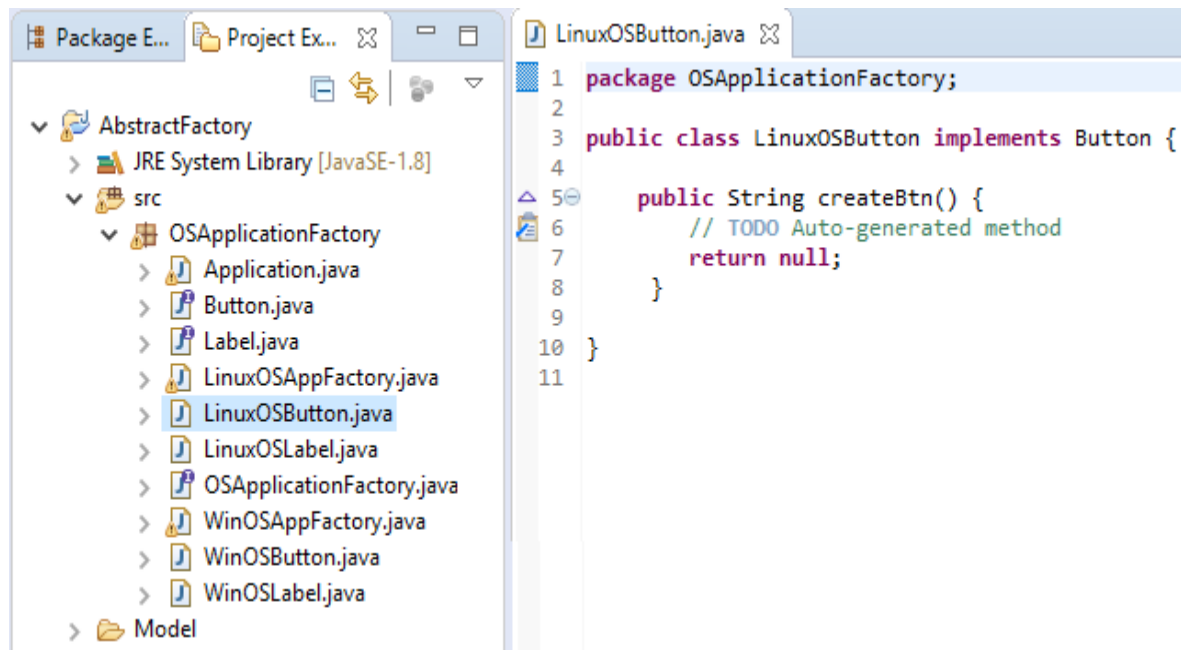 Package E...
Project Ex...
AbstractFactory
JRE System Library [JavaSE-1.8]
src
OSApplicationFactory
Application.java
Button.java
Label.java
LinuxOSAppFactory.java
LinuxOSButton.java
LinuxOSLabel.java
OSApplicationFactory.java
WinOSAppFactory.java
WinOSButton.java
WinOSLabel.java
Model
LinuxOSButton.java
1 package OSApplicationFactory;
2
3 public class LinuxOSButton implements Button {
4
5 public String createBtn() {
6 // TODO Auto-generated method
7 return null;
8 }
9
10 }
11